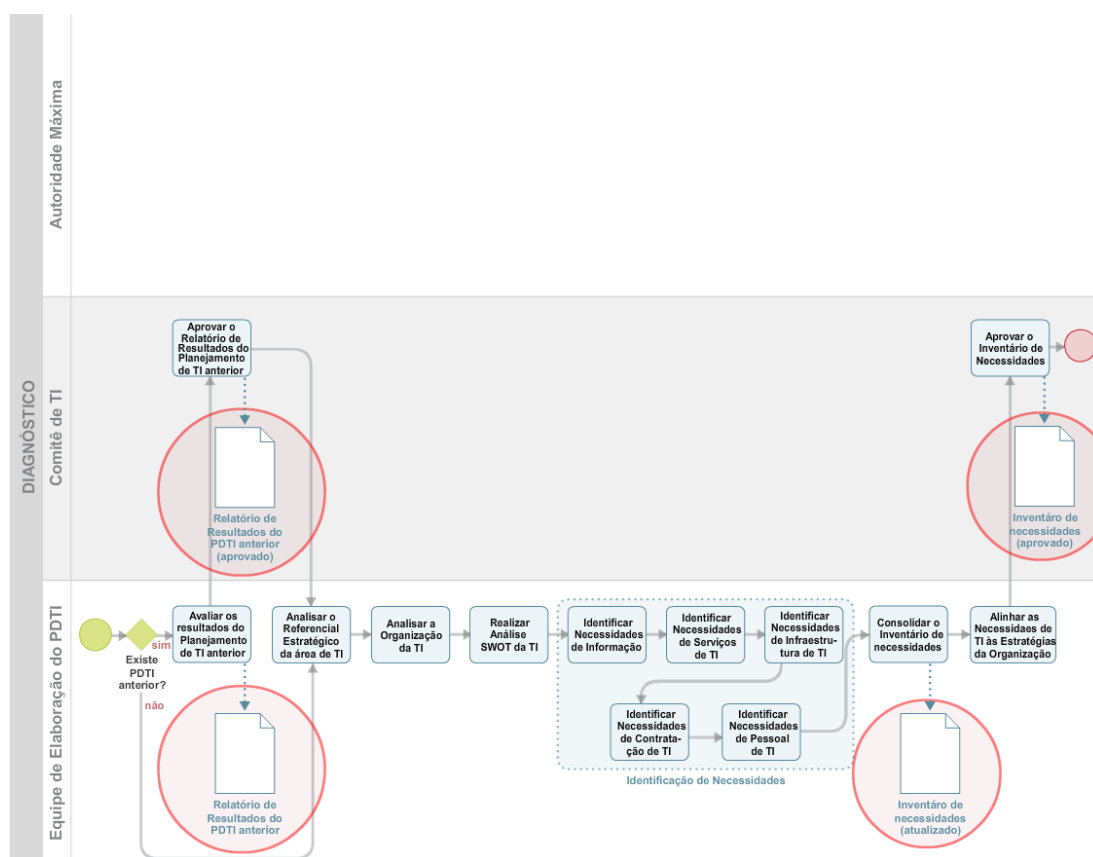 DIAGNÓSTICO
Autoridade Máxima
Comitê de TI
Aprovar o
Relatório de
Resultados do
Planejamento
de TI anterior
Relatório de
Resultados do
PDTI anterior
(aprovado)
Aprovar o
Inventário de
Necessidades
Inventáro de
necessidades
(aprovado)
Equipe de Elaboração do PDTI
Existe
PDTI
anterior?
sim
não
Avaliar os
resultados do
Planejamento
de TI anterior
Relatório de
Resultados do
PDTI anterior
Analisar o
Referencial
Estratégico
da área de TI
Analisar a
Organização
da TI
Realizar
Análise
SWOT da TI
Identificar
Necessidades
de Informação
Identificar
Necessidades
de Serviços
de TI
Identificar
Necessidades
de Infraestru-
tura de TI
Identificar
Necessidades
de Contrata-
ção de TI
Identificar
Necessidades
de Pessoal
de TI
Identificação de Necessidades
Consolidar o
Inventário de
necessidades
Inventáro de
necessidades
(atualizado)
Alinhar as
Necessidaes de
TI às Estratégias
da Organização